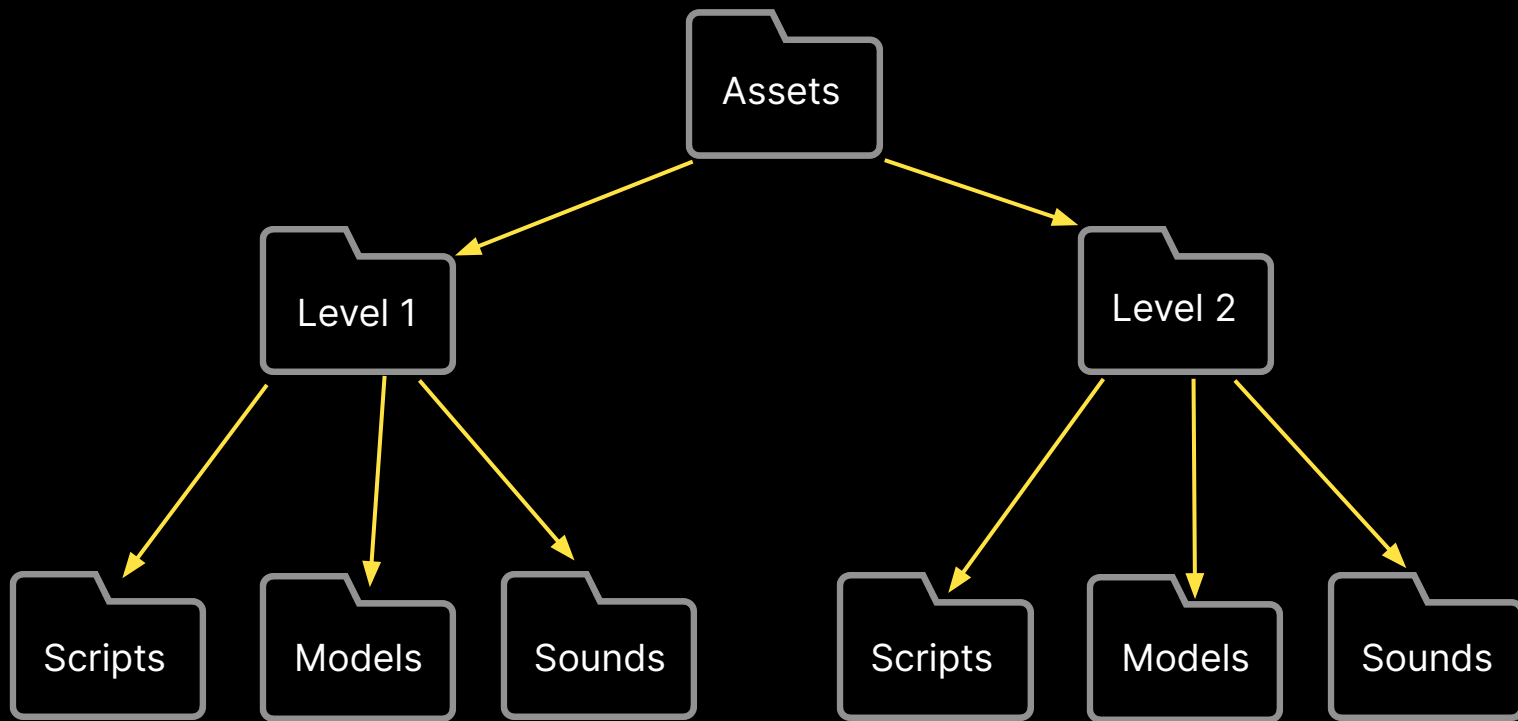 Assets
Level 1
Level 2
Scripts
Models
Sounds
Scripts
Models
Sounds